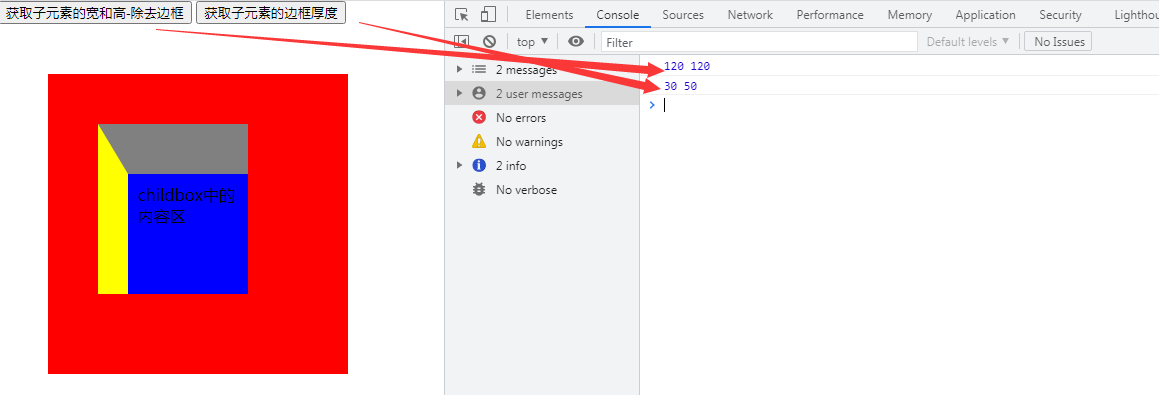 获取子元素的宽和高-除去边框 获取子元素的边框厚度
childbox中的
内容区
Elements Console Sources Network Performance Memory Application Security Lighthou
top ▼ Filter Default levels ▼ No Issues
2 messages
2 user messages
No errors
No warnings
2 info
No verbose
120 120
30 50